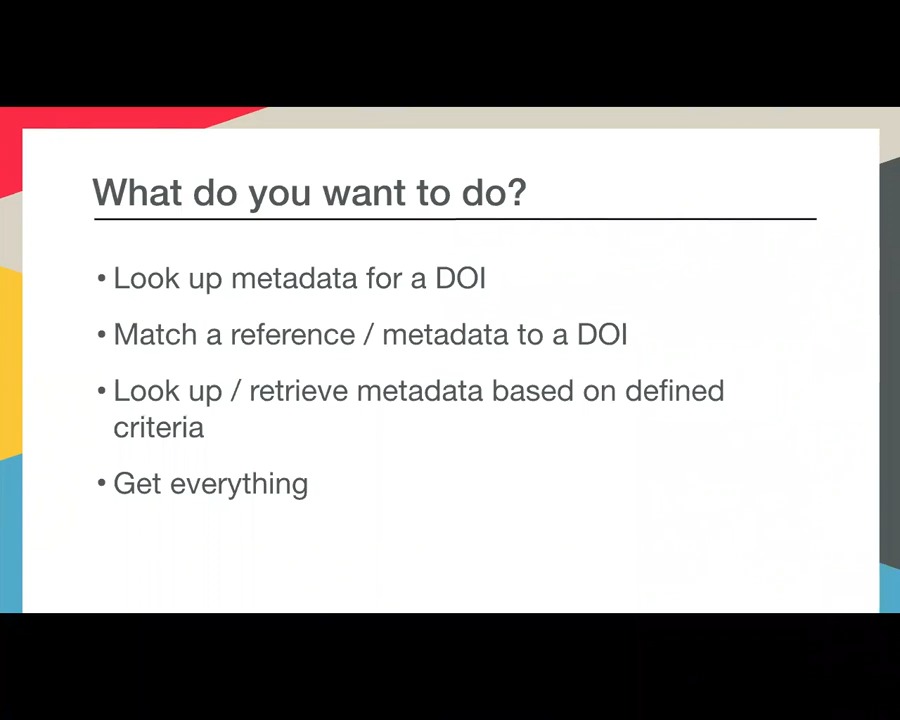 What do you want to do?
• Look up metadata for a DOI
• Match a reference / metadata to a DOI
• Look up / retrieve metadata based on defined
criteria
• Get everything